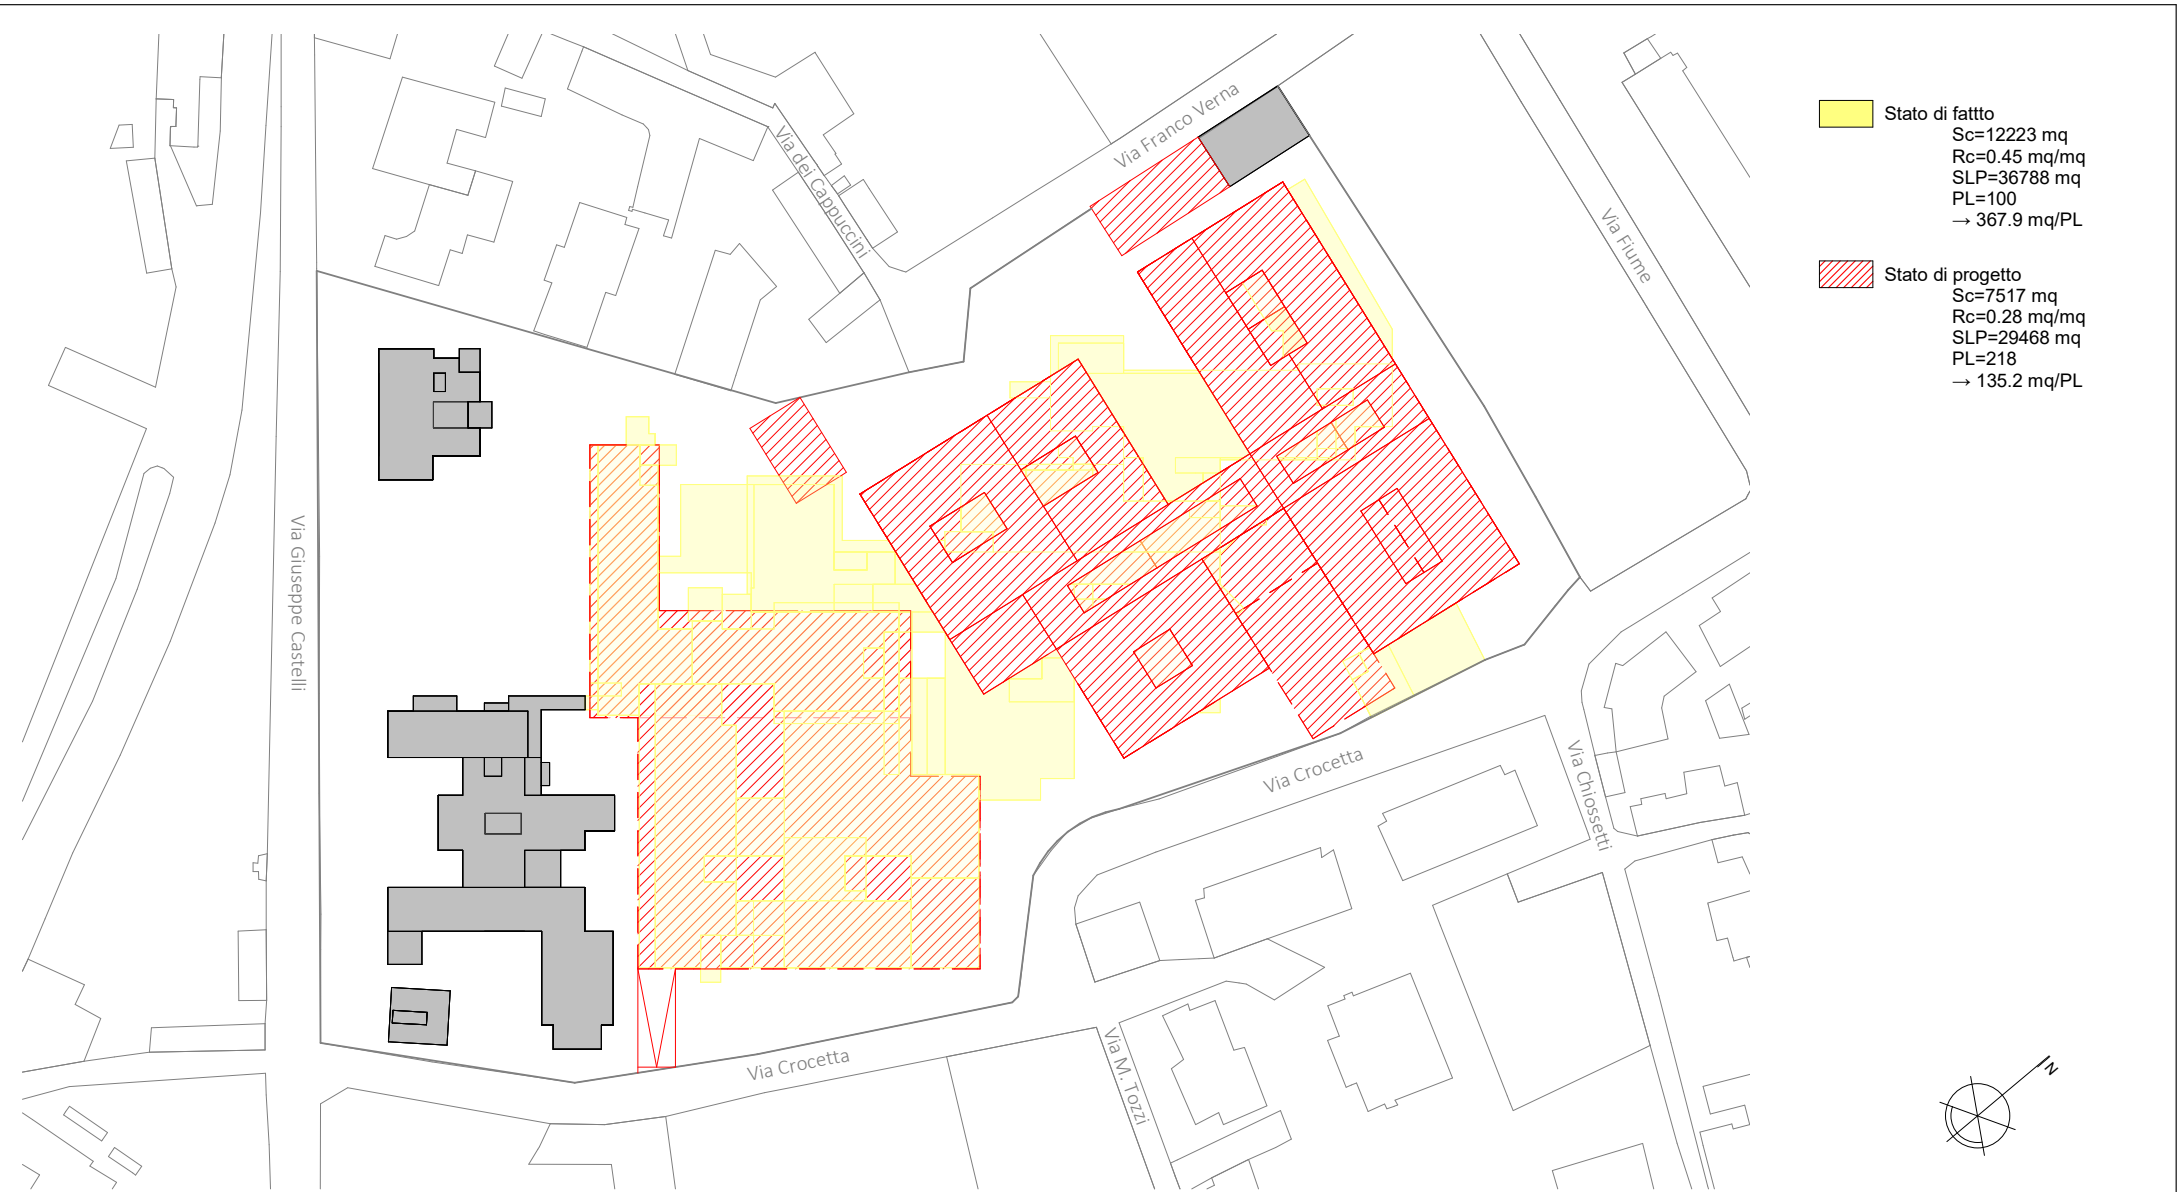 Via Franco Verna
Via dei Cappuccini
Via Fiume
Via Giuseppe Castelli
Via Crocetta
Via Chiossetti
Via Crocetta
Via M. Tozzi
Stato di fattto
Sc=12223 mq
Rc=0.45 mq/mq
SLP=36788 mq
PL=100
→ 367.9 mq/PL
Stato di progetto
Sc=7517 mq
Rc=0.28 mq/mq
SLP=29468 mq
PL=218
→ 135.2 mq/PL
N